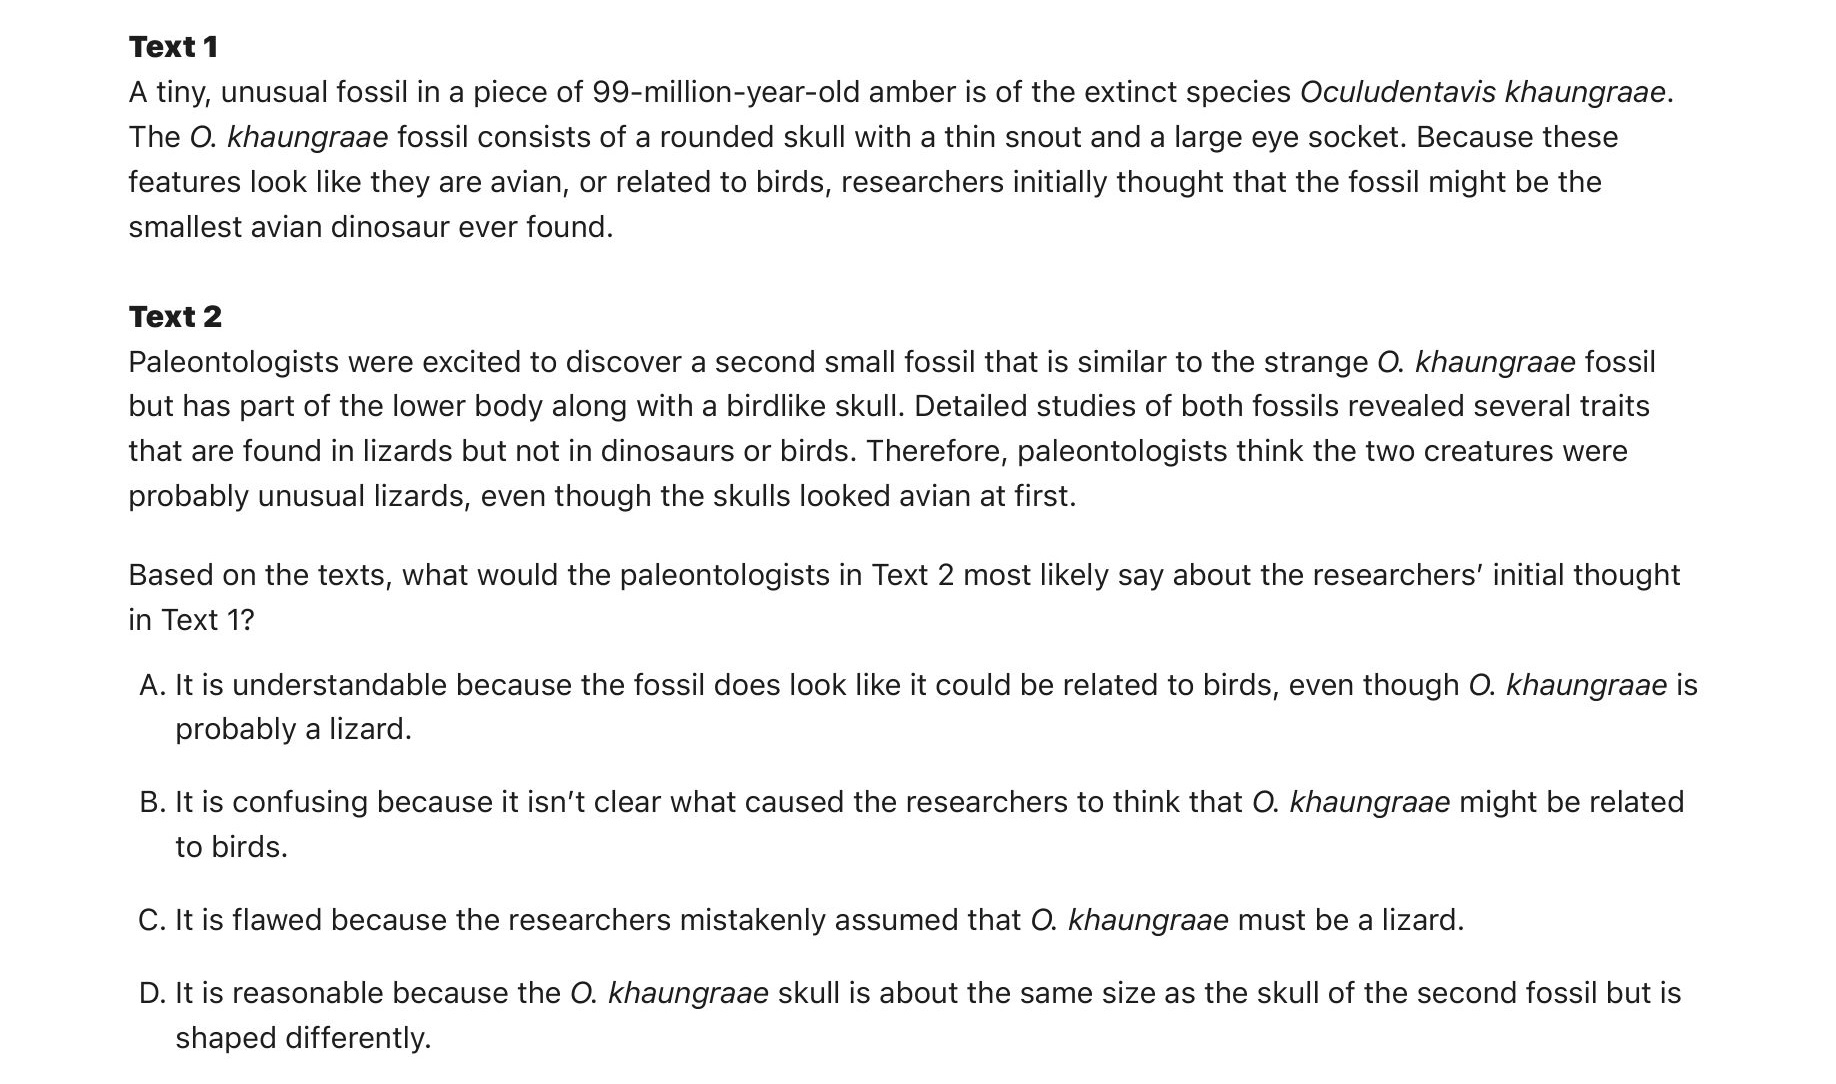 Text 1
A tiny, unusual fossil in a piece of 99-million-year-old amber is of the extinct species Oculudentavis khaungraae.
The O. khaungraae fossil consists of a rounded skull with a thin snout and a large eye socket. Because these
features look like they are avian, or related to birds, researchers initially thought that the fossil might be the
smallest avian dinosaur ever found.
Text 2
Paleontologists were excited to discover a second small fossil that is similar to the strange O. khaungraae fossil
but has part of the lower body along with a birdlike skull. Detailed studies of both fossils revealed several traits
that are found in lizards but not in dinosaurs or birds. Therefore, paleontologists think the two creatures were
probably unusual lizards, even though the skulls looked avian at first.
Based on the texts, what would the paleontologists in Text 2 most likely say about the researchers’ initial thought
in Text 1?
A. It is understandable because the fossil does look like it could be related to birds, even though O. khaungraae is
probably a lizard.
B. It is confusing because it isn’t clear what caused the researchers to think that O. khaungraae might be related
to birds.
C. It is flawed because the researchers mistakenly assumed that O. khaungraae must be a lizard.
D. It is reasonable because the O. khaungraae skull is about the same size as the skull of the second fossil but is
shaped differently.